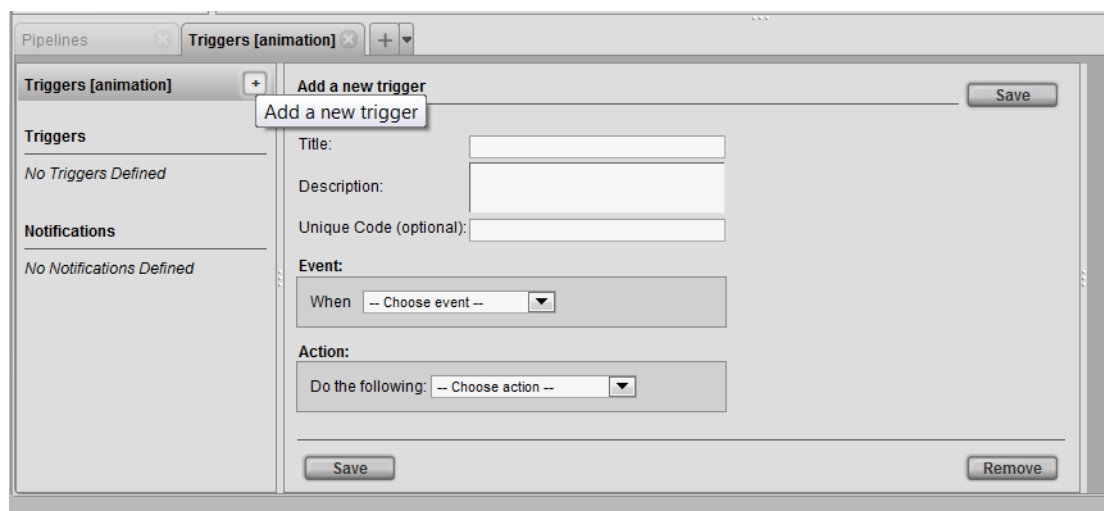 Pipelines
Triggers [animation]
+
Triggers [animation]
+
Add a new trigger
Triggers
No Triggers Defined
Notifications
No Notifications Defined
Add a new trigger
Save
Title:
Description:
Unique Code (optional):
Event:
When -- Choose event --
Action:
Do the following: -- Choose action --
Save
Remove